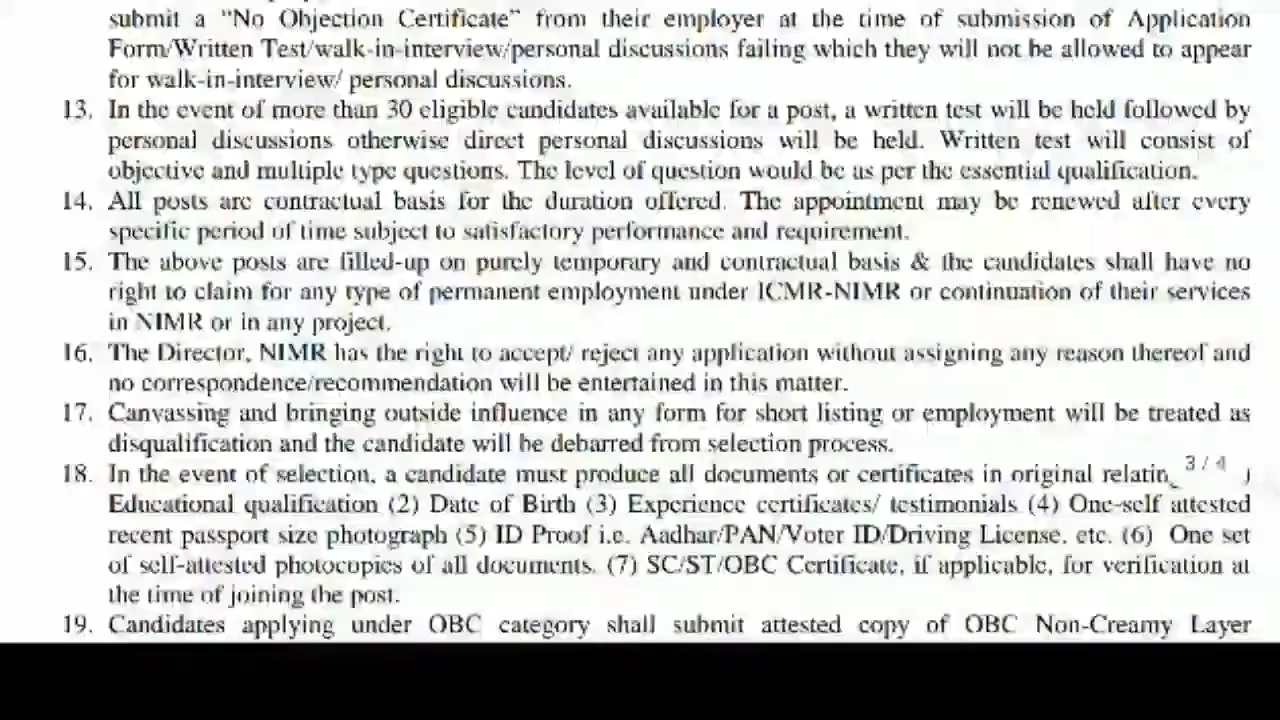 submit a “No Objection Certificate” from their employer at the time of submission of Application
Form/Written Test/walk-in-interview/personal discussions failing which they will not be allowed to appear
for walk-in-interview/ personal discussions.
13. In the event of more than 30 eligible candidates available for a post, a written test will be held followed by
personal discussions otherwise direct personal discussions will be held. Written test will consist of
objective and multiple type questions. The level of question would be as per the essential qualification.
14. All posts are contractual basis for the duration offered. The appointment may be renewed after every
specific period of time subject to satisfactory performance and requirement.
15. The above posts are filled-up on purely temporary and contractual basis & the candidates shall have no
right to claim for any type of permanent employment under ICMR-NIMR or continuation of their services
in NIMR or in any project.
16. The Director, NIMR has the right to accept/ reject any application without assigning any reason thereof and
no correspondence/recommendation will be entertained in this matter.
17. Canvassing and bringing outside influence in any form for short listing or employment will be treated as
disqualification and the candidate will be debarred from selection process.
18. In the event of selection, a candidate must produce all documents or certificates in original 3 / 4
Educational qualification (2) Date of Birth (3) Experience certificates/ testimonials (4) One-self attested
recent passport size photograph (5) ID Proof i.e. Aadhar/PAN/Voter ID/Driving License, etc. (6) One set
of self-attested photocopies of all documents. (7) SC/ST/OBC Certificate, if applicable, for verification at
the time of joining the post.
19. Candidates applying under OBC category shall submit attested copy of OBC Non-Creamy Layer